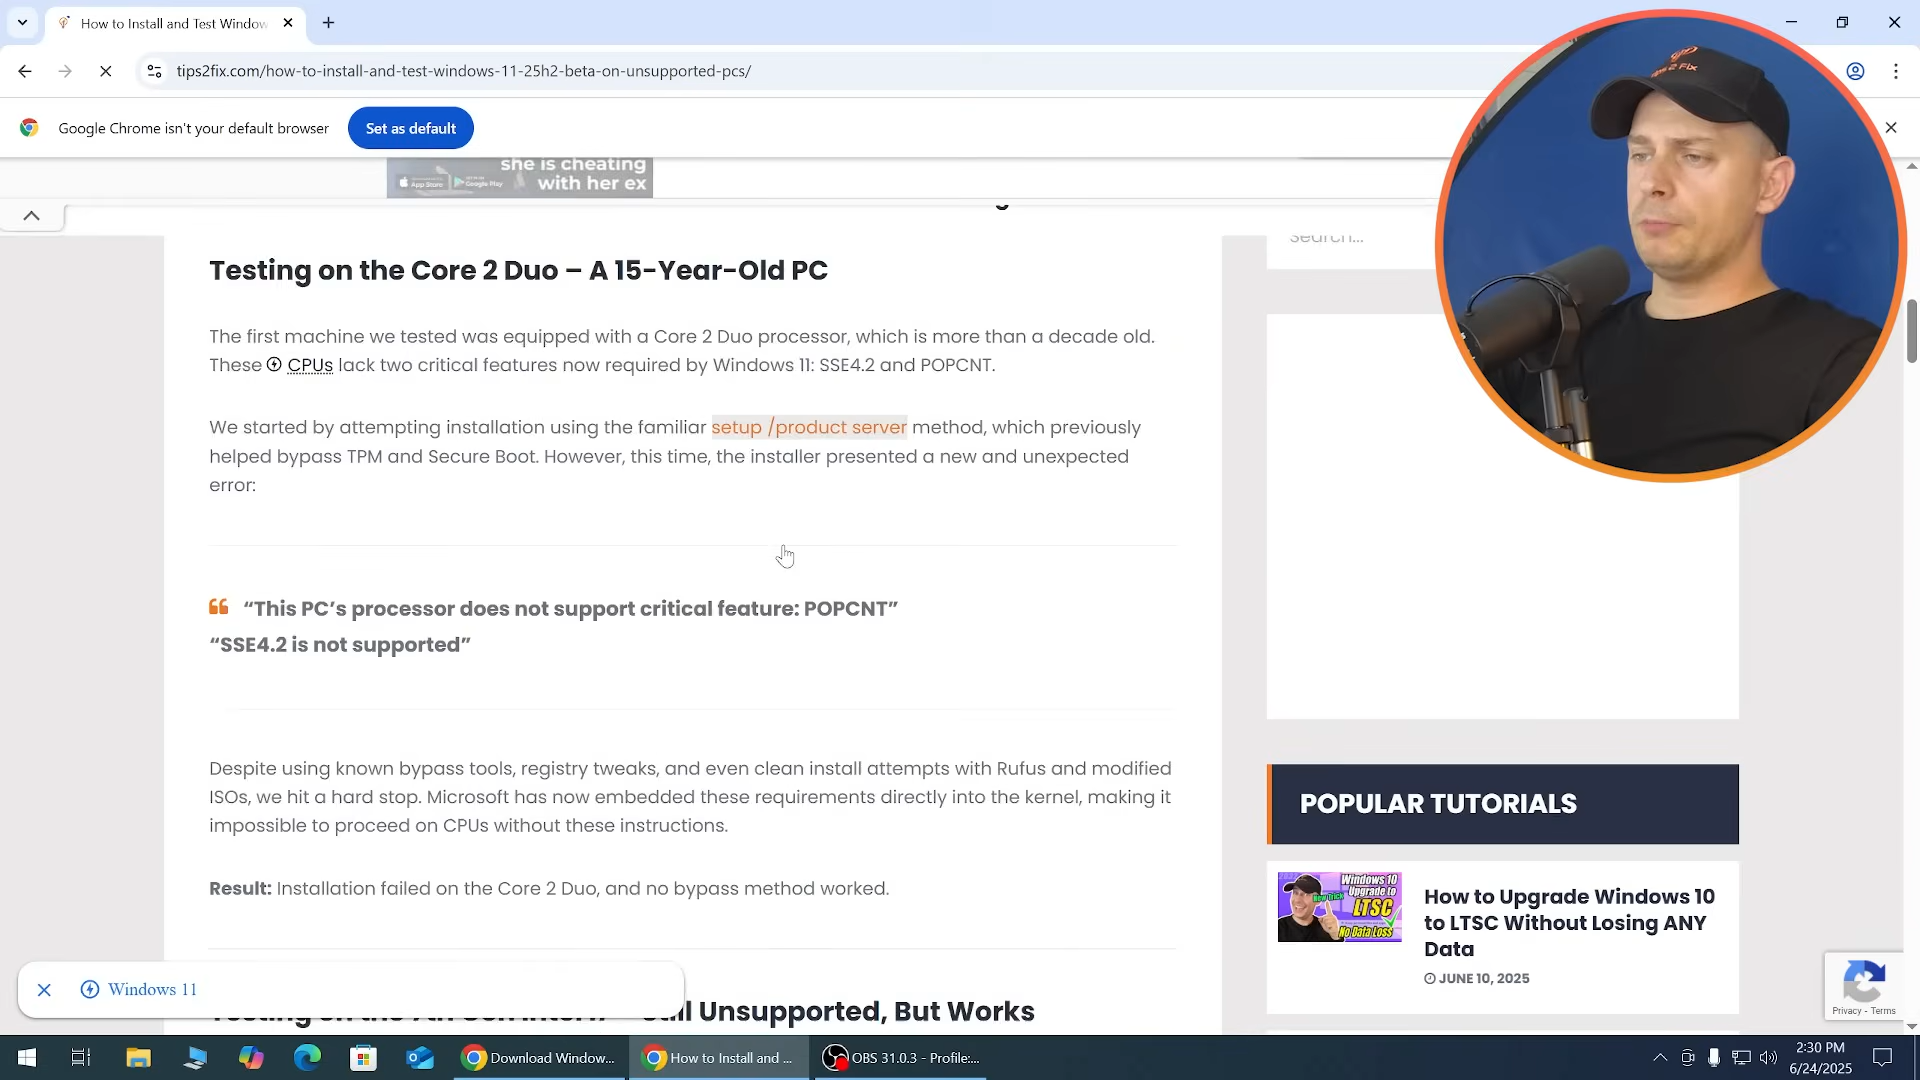 How to Install and Test Window
tips2fix.com/how-to-install-and-test-windows-11-25h2-beta-on-unsupported-pcs/
Google Chrome isn't your default browser
Set as default
she is cheating
with her ex
App Store
Google Play
Tips 2 Fix
Search...
Testing on the Core 2 Duo – A 15-Year-Old PC
The first machine we tested was equipped with a Core 2 Duo processor, which is more than a decade old.
These CPUs lack two critical features now required by Windows 11: SSE4.2 and POPCNT.
We started by attempting installation using the familiar setup /product server method, which previously
helped bypass TPM and Secure Boot. However, this time, the installer presented a new and unexpected
error:
“This PC’s processor does not support critical feature: POPCNT”
“SSE4.2 is not supported”
Despite using known bypass tools, registry tweaks, and even clean install attempts with Rufus and modified
ISOs, we hit a hard stop. Microsoft has now embedded these requirements directly into the kernel, making it
impossible to proceed on CPUs without these instructions.
Result: Installation failed on the Core 2 Duo, and no bypass method worked.
Unsupported, But Works
Windows 11
POPULAR TUTORIALS
Windows 10
Upgrade to
LTSC
No Data Loss
How to Upgrade Windows 10
to LTSC Without Losing ANY
Data
JUNE 10, 2025
Privacy - Terms
Download Window...
How to Install and ...
OBS 31.0.3 - Profile:...
2:30 PM
6/24/2025